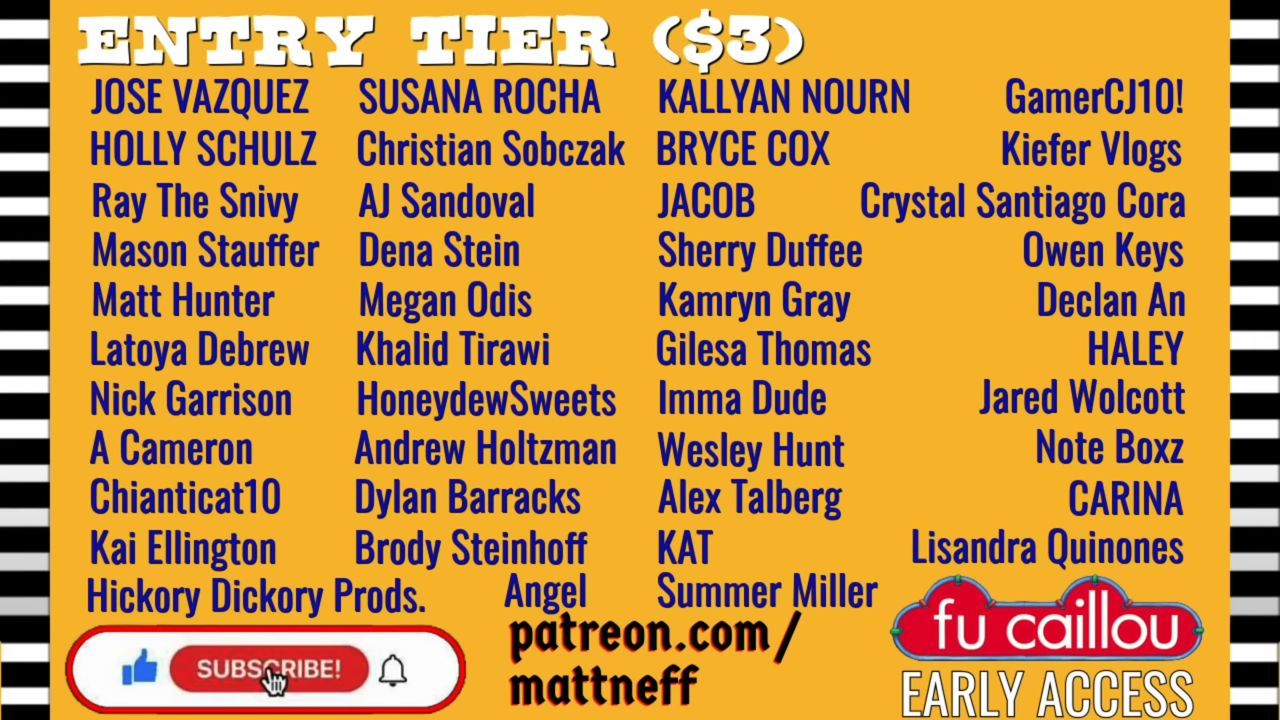 ENTRY TIER ($3)
JOSE VAZQUEZ SUSANA ROCHA KALLYAN NOURN GamerCJ10!
HOLLY SCHULZ Christian Sobczak BRYCE COX Kiefer Vlogs
Ray The Snivy AJ Sandoval JACOB Crystal Santiago Cora
Mason Stauffer Dena Stein Sherry Duffee Owen Keys
Matt Hunter Megan Odis Kamryn Gray Declan An
Latoya Debrew Khalid Tirawi Gilesa Thomas HALEY
Nick Garrison HoneydewSweets Imma Dude Jared Wolcott
A Cameron Andrew Holtzman Wesley Hunt Note Boxz
Chianticat10 Dylan Barracks Alex Talberg CARINA
Kai Ellington Brody Steinhoff KAT Lisandra Quinones
Hickory Dickory Prods. Angel Summer Miller
SUBSCRIBE!
patreon.com/
mattneff
fu caillou
EARLY ACCESS